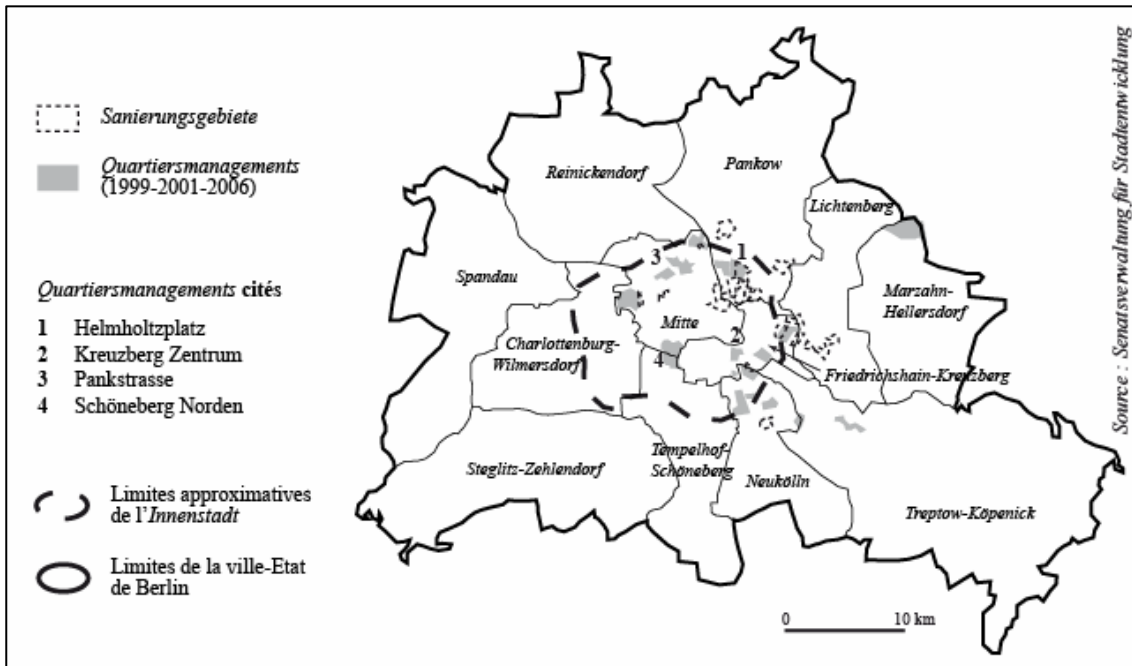 Sanierungsgebiete
Quartiersmanagements
(1999-2001-2006)
Quartiersmanagements cités
1 Helmholtzplatz
2 Kreuzberg Zentrum
3 Pankstrasse
4 Schöneberg Norden
Limites approximatives
de l'Innenstadt
Limites de la ville-Etat
de Berlin
Reinickendorf
Pankow
Lichtenberg
Spandau
3
1
Marzahn-
Hellersdorf
Mitte
2
Charlottenburg-
Wilmersdorf
4
Friedrichshain-Kreuzberg
Steglitz-Zehlendorf
Tempelhof-
Schöneberg
Neukölln
Treptow-Köpenick
0 10 km
Source : Senatsverwaltung für Stadtentwicklung